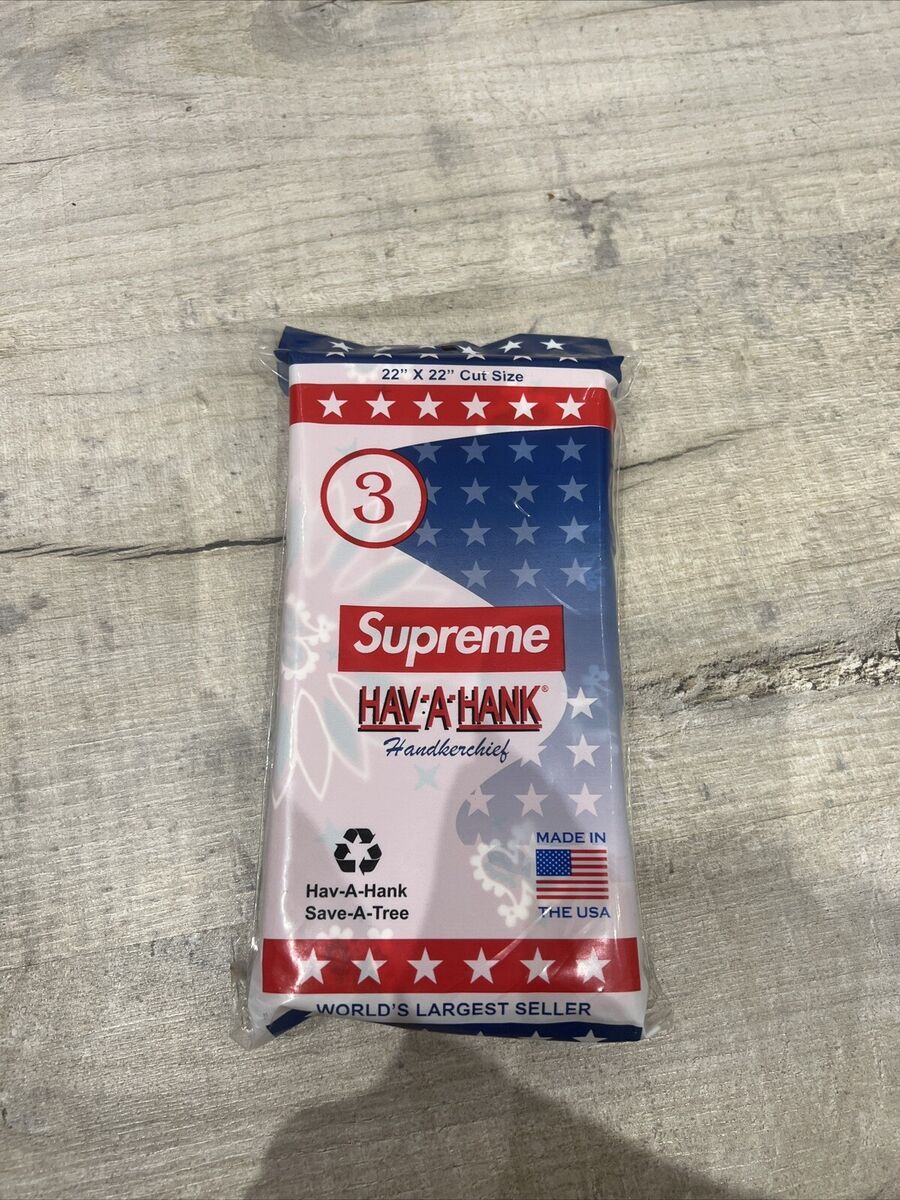 22" X 22" Cut Size
3
Supreme
HAV-A-HANK®
Handkerchief
MADE IN
Hav-A-Hank
Save-A-Tree
THE USA
WORLD'S LARGEST SELLER